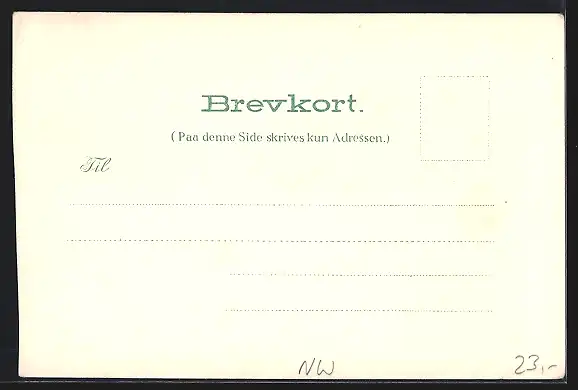 Brevkort.
(Paa denne Side skrives kun Adressen.)
Til
NW
23,-